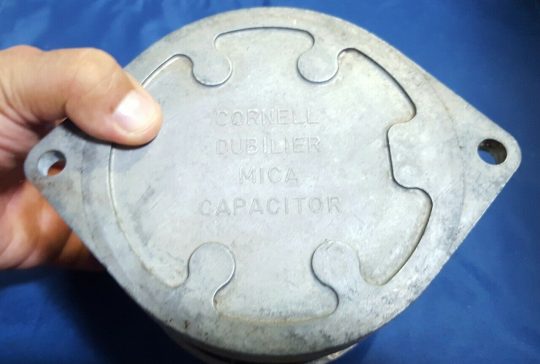 CORNELL
DUBILIER
MICA
CAPACITOR